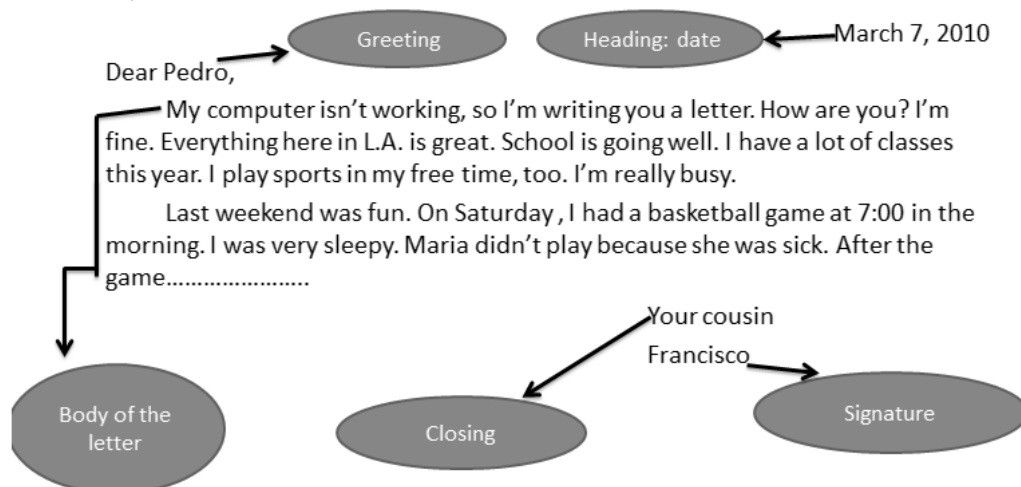 Greeting
Heading: date
March 7, 2010
Dear Pedro,
My computer isn't working, so I'm writing you a letter. How are you? I'm
fine. Everything here in L.A. is great. School is going well. I have a lot of classes
this year. I play sports in my free time, too. I'm really busy.
Last weekend was fun. On Saturday , I had a basketball game at 7:00 in the
morning. I was very sleepy. Maria didn't play because she was sick. After the
game…………………..
Your cousin
Francisco
Body of the
letter
Closing
Signature